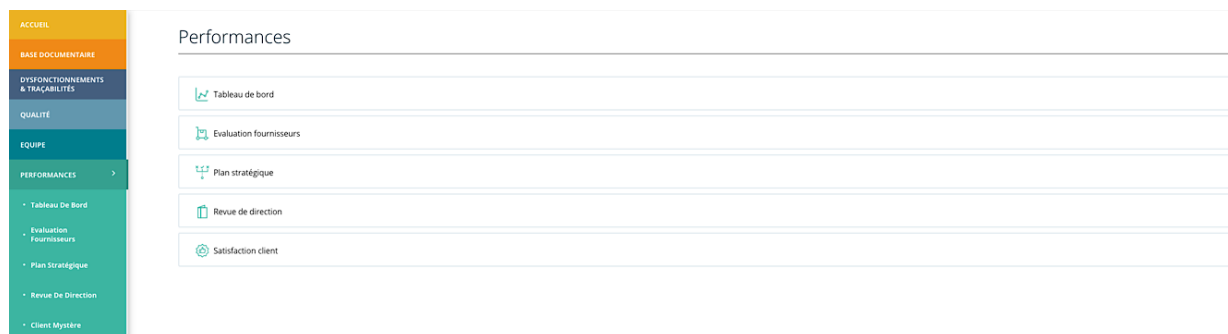 ACCUEIL
BASE DOCUMENTAIRE
DYSFONCTIONNEMENTS
& TRAÇABILITÉS
QUALITÉ
EQUIPE
PERFORMANCES
• Tableau De Bord
• Evaluation
Fournisseurs
• Plan Stratégique
• Revue De Direction
• Client Mystère
Performances
Tableau de bord
Evaluation fournisseurs
Plan stratégique
Revue de direction
Satisfaction client